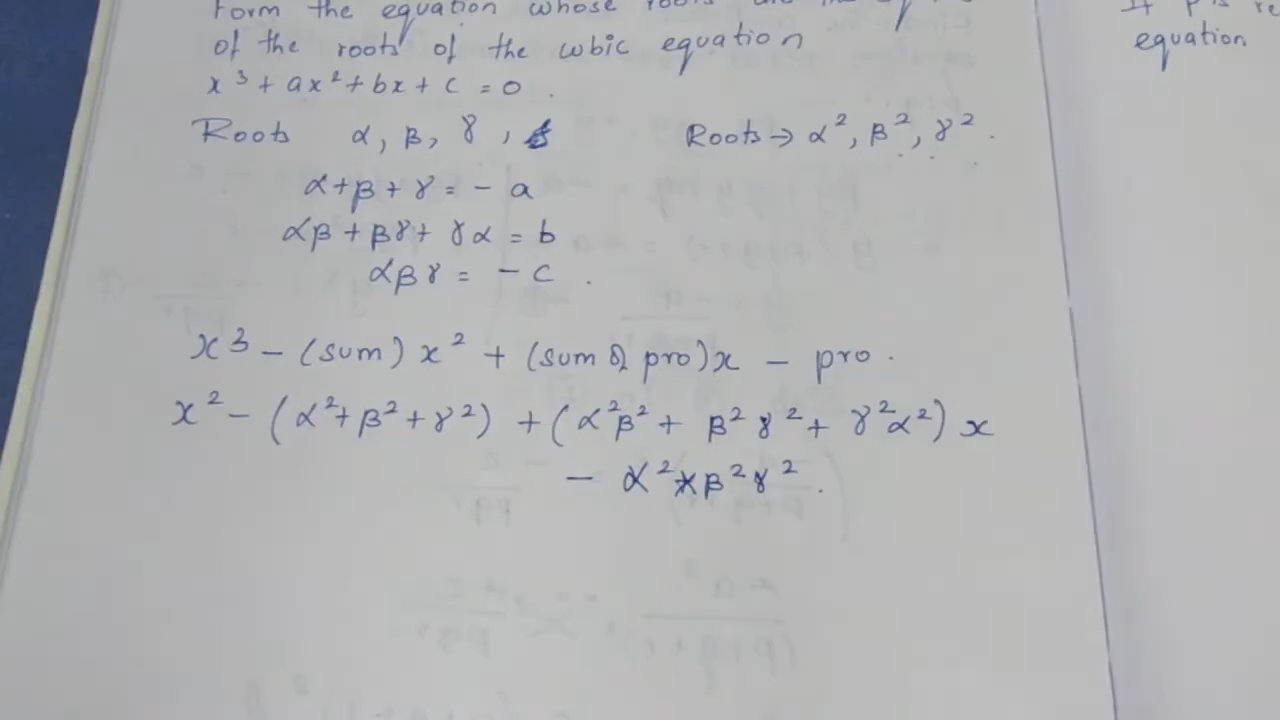 Form the equation whose
of the roots of the cubic equation
x³ + ax² + bx + c = 0 .
Roots α, β, γ,
Roots → α², β², γ² .
α + β + γ = - a
αβ + βγ + γα = b
αβγ = - c .
x³ - (sum) x² + (sum of pro)x - pro .
x² - (α² + β² + γ²) + (α²β² + β²γ² + γ²α²) x
- α²β²γ² .
If p is
equation